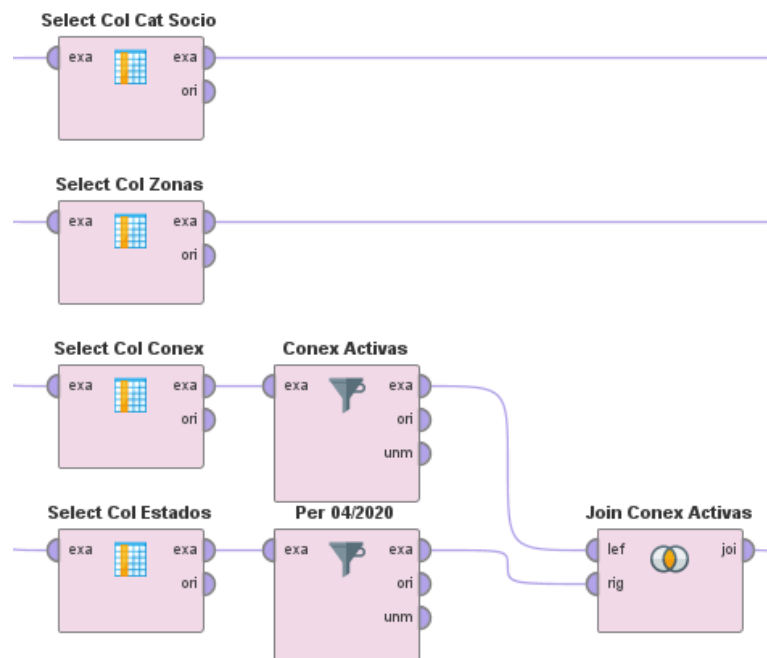 Select Col Cat Socio
exa exa
ori
Select Col Zonas
exa exa
ori
Select Col Conex
exa exa
ori
Conex Activas
exa exa
ori
unm
Select Col Estados
exa exa
ori
Per 04/2020
exa exa
ori
unm
Join Conex Activas
lef joi
rig